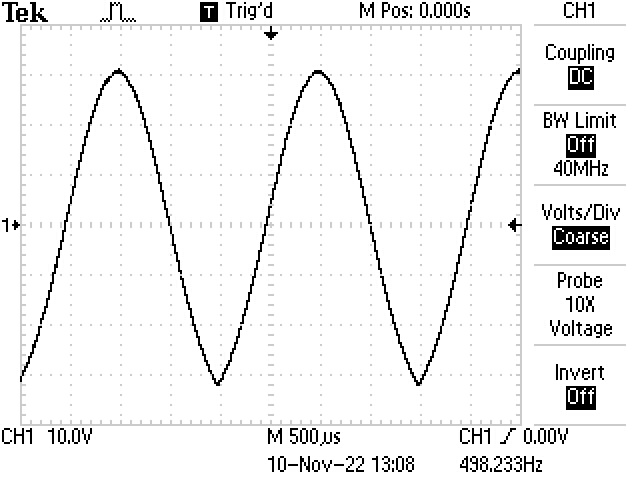 Tek T Trig'd M Pos: 0.000s CH1
Coupling
DC
BW Limit
Off
40MHz
1
Volts/Div
Coarse
Probe
10X
Voltage
Invert
Off
CH1 10.0V M 500µs CH1 0.00V
10-Nov-22 13:08 498.233Hz